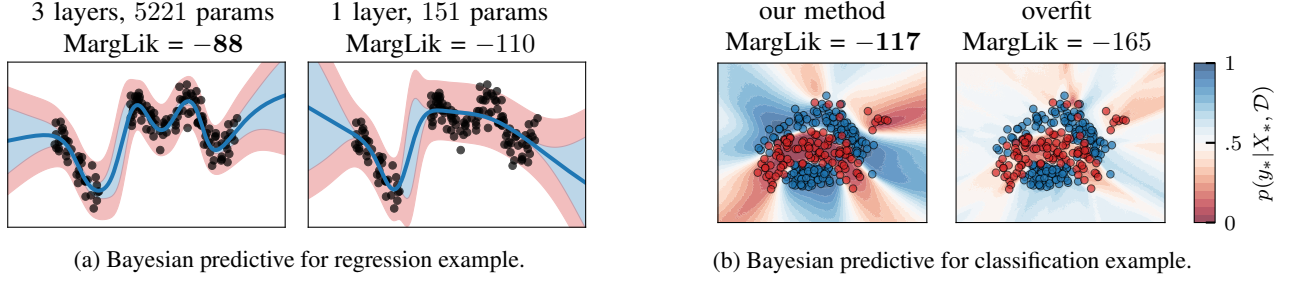 3 layers, 5221 params
MargLik = −88
1 layer, 151 params
MargLik = −110
(a) Bayesian predictive for regression example.
our method
MargLik = −117
overfit
MargLik = −165
1
.5
0
p(y∗|X∗, D)
(b) Bayesian predictive for classification example.